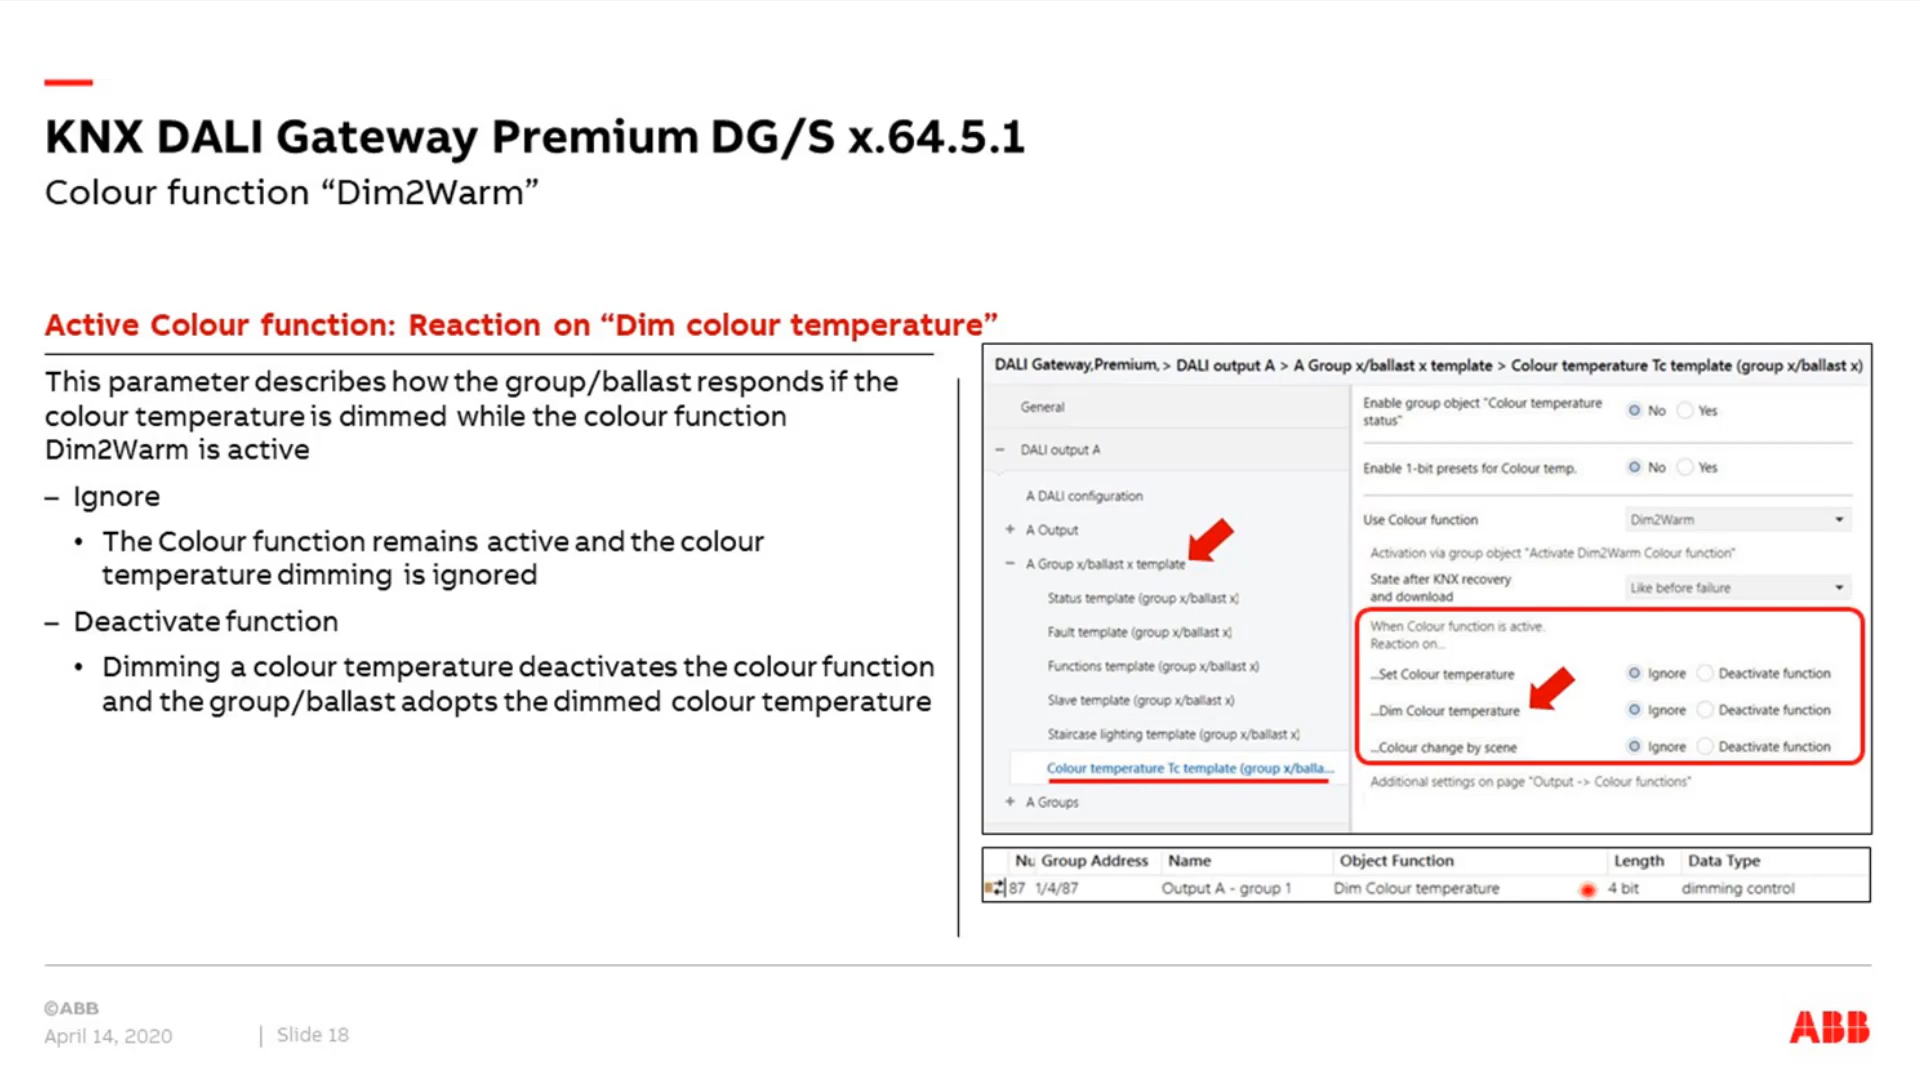 KNX DALI Gateway Premium DG/S x.64.5.1
Colour function “Dim2Warm”
Active Colour function: Reaction on “Dim colour temperature”
This parameter describes how the group/ballast responds if the
colour temperature is dimmed while the colour function
Dim2Warm is active
– Ignore
• The Colour function remains active and the colour
temperature dimming is ignored
– Deactivate function
• Dimming a colour temperature deactivates the colour function
and the group/ballast adopts the dimmed colour temperature
DALI Gateway,Premium, > DALI output A > A Group x/ballast x template > Colour temperature Tc template (group x/ballast x)
General
– DALI output A
A DALI configuration
+ A Output
– A Group x/ballast x template
Status template (group x/ballast x)
Fault template (group x/ballast x)
Functions template (group x/ballast x)
Slave template (group x/ballast x)
Staircase lighting template (group x/ballast x)
Colour temperature Tc template (group x/balla...
+ A Groups
Enable group object "Colour temperature
status"
No Yes
Enable 1-bit presets for Colour temp. No Yes
Use Colour function Dim2Warm
Activation via group object "Activate Dim2Warm Colour function"
State after KNX recovery
and download
Like before failure
When Colour function is active.
Reaction on...
...Set Colour temperature Ignore Deactivate function
...Dim Colour temperature Ignore Deactivate function
...Colour change by scene Ignore Deactivate function
Additional settings on page "Output -> Colour functions"
Nu Group Address Name Object Function Length Data Type
87 1/4/87 Output A - group 1 Dim Colour temperature 4 bit dimming control
©ABB
April 14, 2020 | Slide 18
ABB